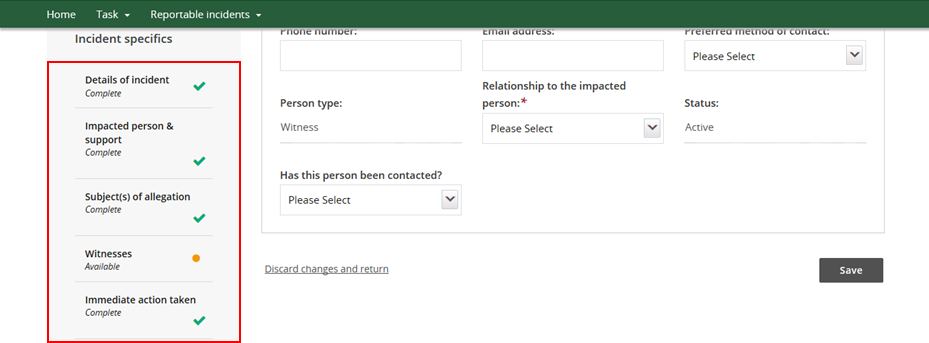 Home Task Reportable incidents
Incident specifics
Details of incident
Complete
Impacted person &
support
Complete
Subject(s) of allegation
Complete
Witnesses
Available
Immediate action taken
Complete
Phone number: Email address: Preferred method of contact:
Please Select
Person type: Relationship to the impacted
person:* Status:
Witness Please Select Active
Has this person been contacted?
Please Select
Discard changes and return Save